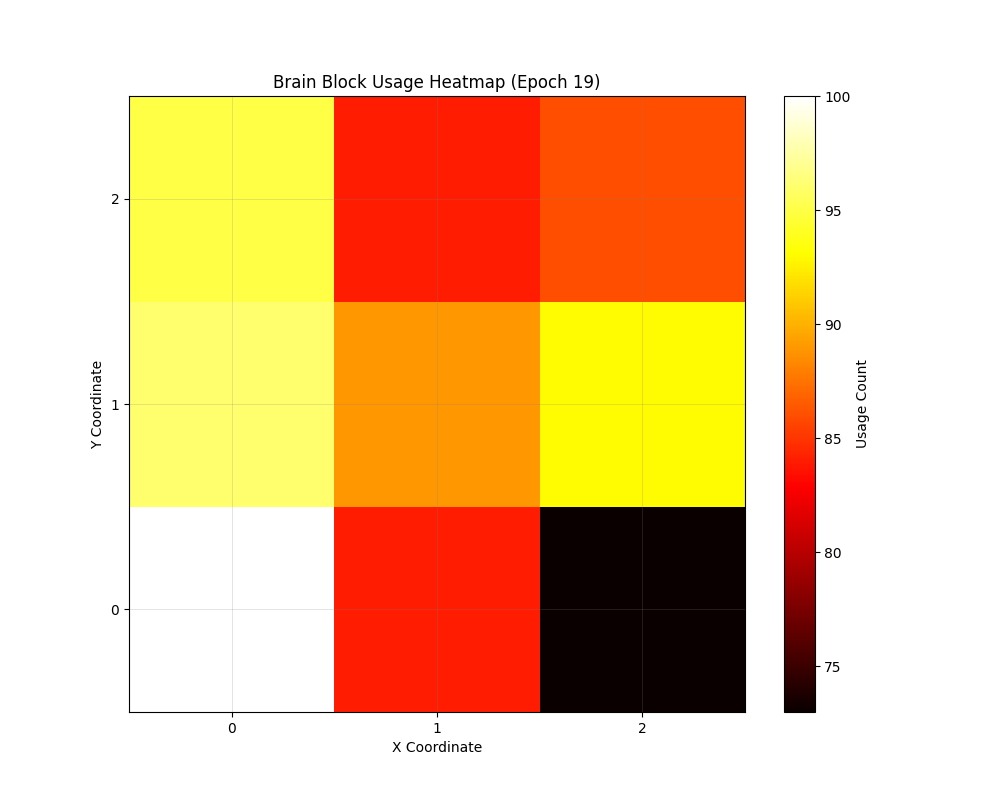 Brain Block Usage Heatmap (Epoch 19)
2
1
0
Y Coordinate
0 1 2
X Coordinate
100
95
90
85
80
75
Usage Count